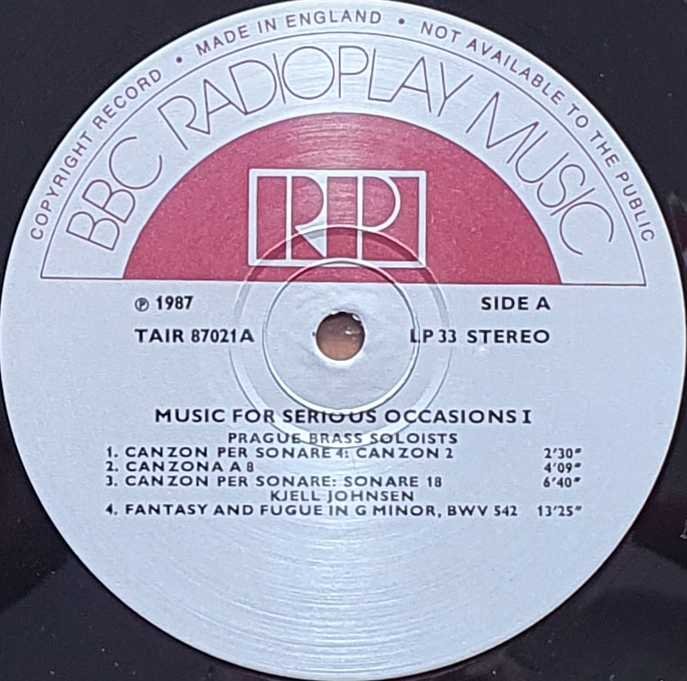 COPYRIGHT RECORD • MADE IN ENGLAND • NOT AVAILABLE TO THE PUBLIC
BBC RADIOPLAY MUSIC
RP
℗ 1987 SIDE A
TAIR 87021A LP 33 STEREO
MUSIC FOR SERIOUS OCCASIONS I
PRAGUE BRASS SOLOISTS
1. CANZON PER SONARE 4: CANZON 2 2'30"
2. CANZONA A 8 4'09"
3. CANZON PER SONARE: SONARE 18 6'40"
KJELL JOHNSEN
4. FANTASY AND FUGUE IN G MINOR, BWV 542 13'25"